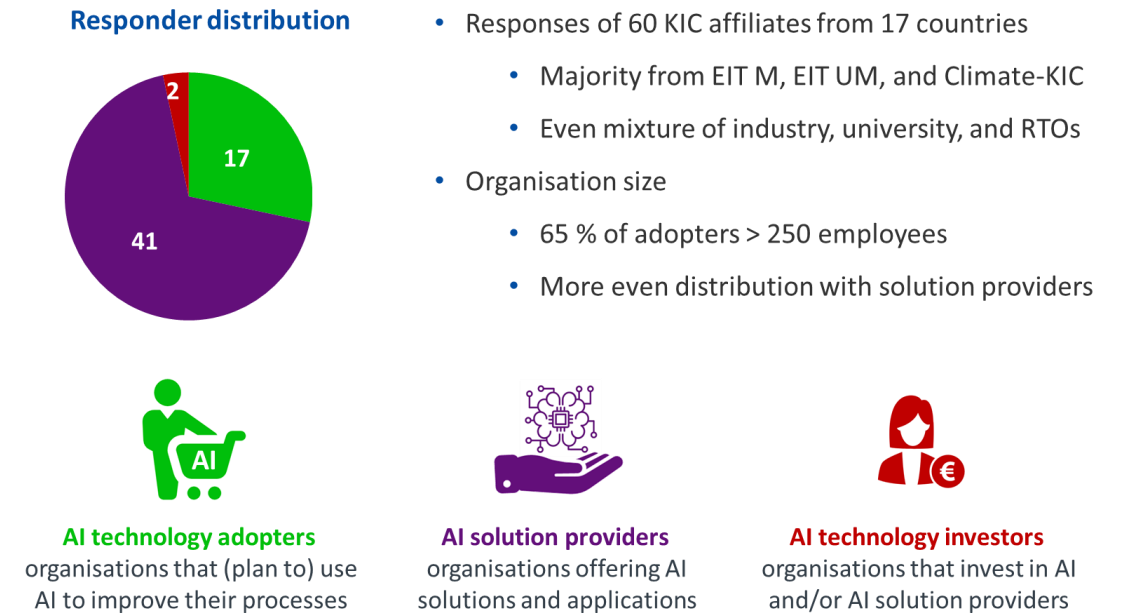 Responder distribution
2
17
41
• Responses of 60 KIC affiliates from 17 countries
• Majority from EIT M, EIT UM, and Climate-KIC
• Even mixture of industry, university, and RTOs
• Organisation size
• 65 % of adopters > 250 employees
• More even distribution with solution providers
AI
€
AI technology adopters
organisations that (plan to) use
AI to improve their processes
AI solution providers
organisations offering AI
solutions and applications
AI technology investors
organisations that invest in AI
and/or AI solution providers